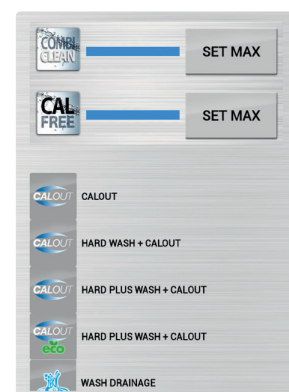 COMBI
CLEAN
SET MAX
CAL
FREE
SET MAX
CALOUT
CALOUT
CALOUT
HARD WASH + CALOUT
CALOUT
HARD PLUS WASH + CALOUT
CALOUT
eco
HARD PLUS WASH + CALOUT
WASH DRAINAGE